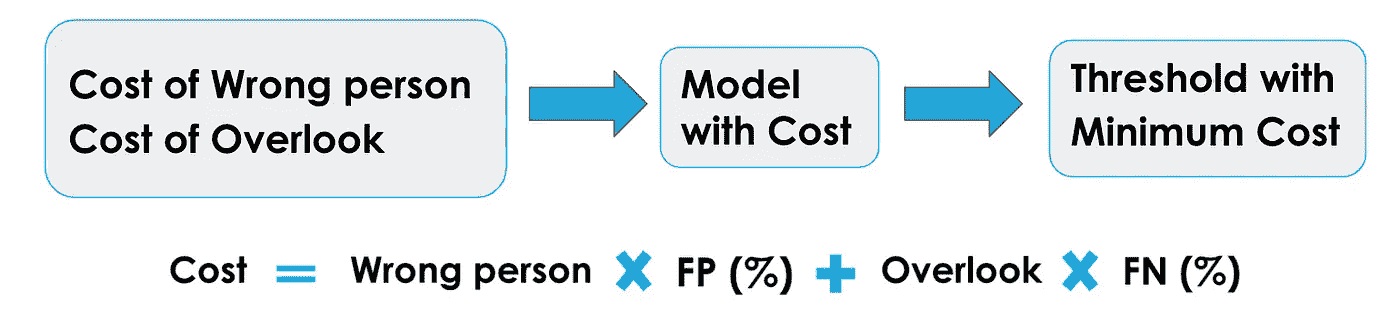 Cost of Wrong person
Cost of Overlook
Model
with Cost
Threshold with
Minimum Cost
Cost = Wrong person × FP (%) + Overlook × FN (%)